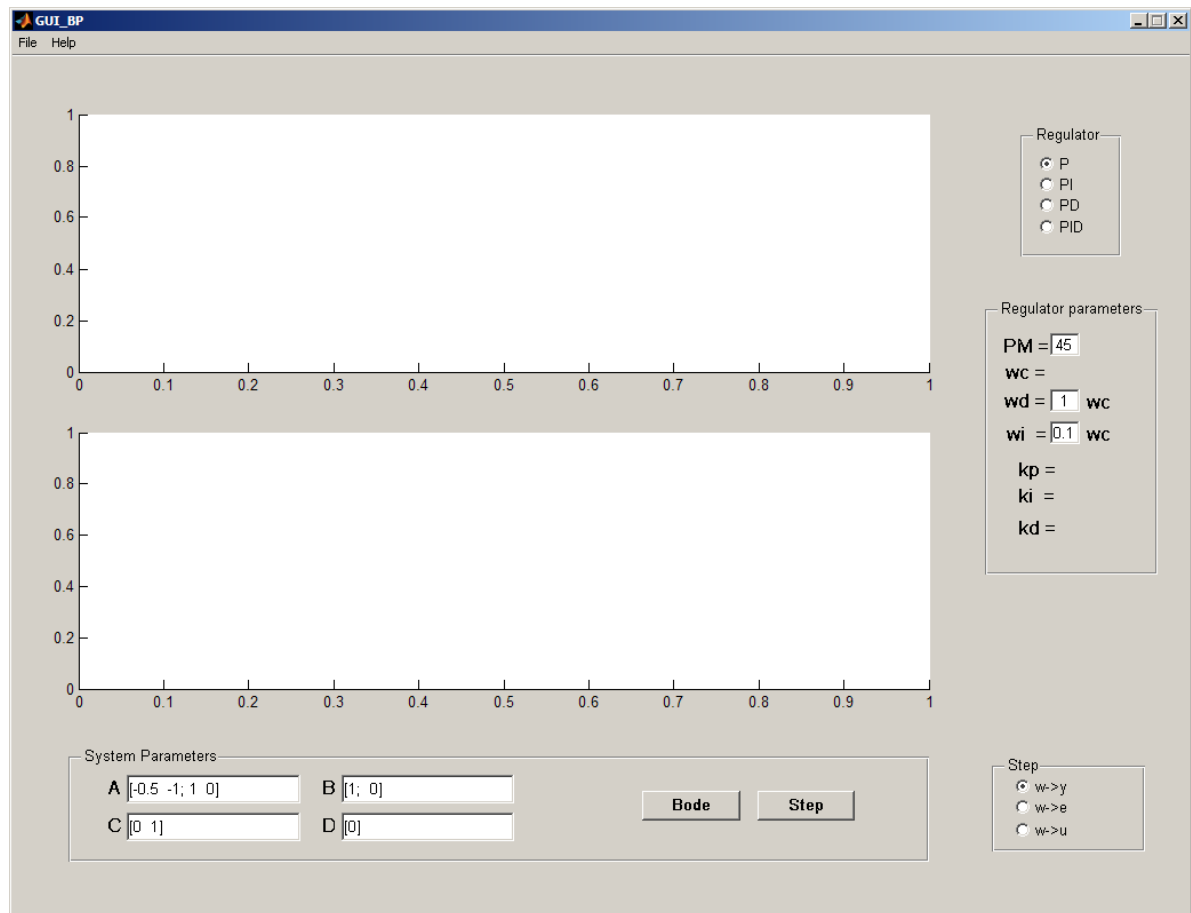 GUI_BP
File Help
1
0.8
0.6
0.4
0.2
0
0 0.1 0.2 0.3 0.4 0.5 0.6 0.7 0.8 0.9 1
1
0.8
0.6
0.4
0.2
0
0 0.1 0.2 0.3 0.4 0.5 0.6 0.7 0.8 0.9 1
Regulator
P
PI
PD
PID
Regulator parameters
PM = 45
wc =
wd = 1 wc
wi = 0.1 wc
kp =
ki =
kd =
System Parameters
A [-0.5 -1; 1 0] B [1; 0]
C [0 1] D [0]
Bode Step
Step
w->y
w->e
w->u